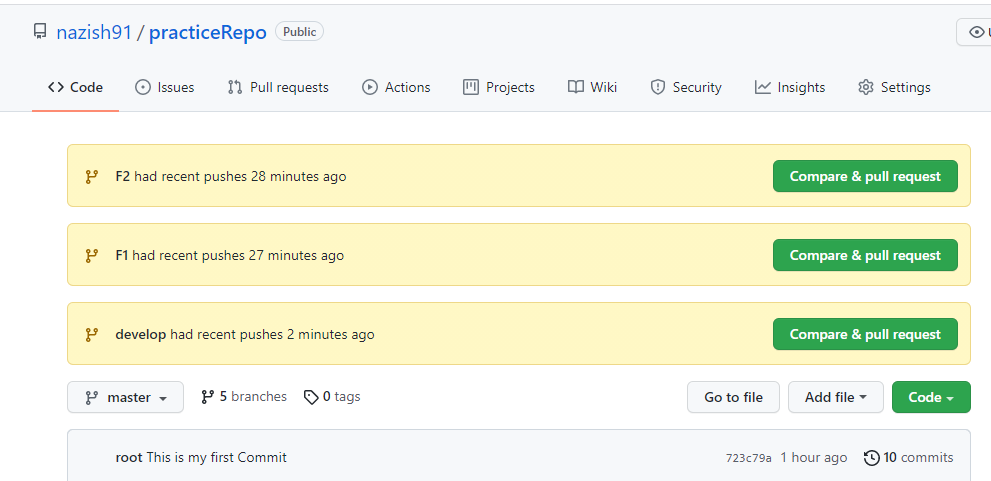 nazish91 / practiceRepo Public
Code Issues Pull requests Actions Projects Wiki Security Insights Settings
F2 had recent pushes 28 minutes ago Compare & pull request
F1 had recent pushes 27 minutes ago Compare & pull request
develop had recent pushes 2 minutes ago Compare & pull request
master 5 branches 0 tags Go to file Add file Code
root This is my first Commit 723c79a 1 hour ago 10 commits